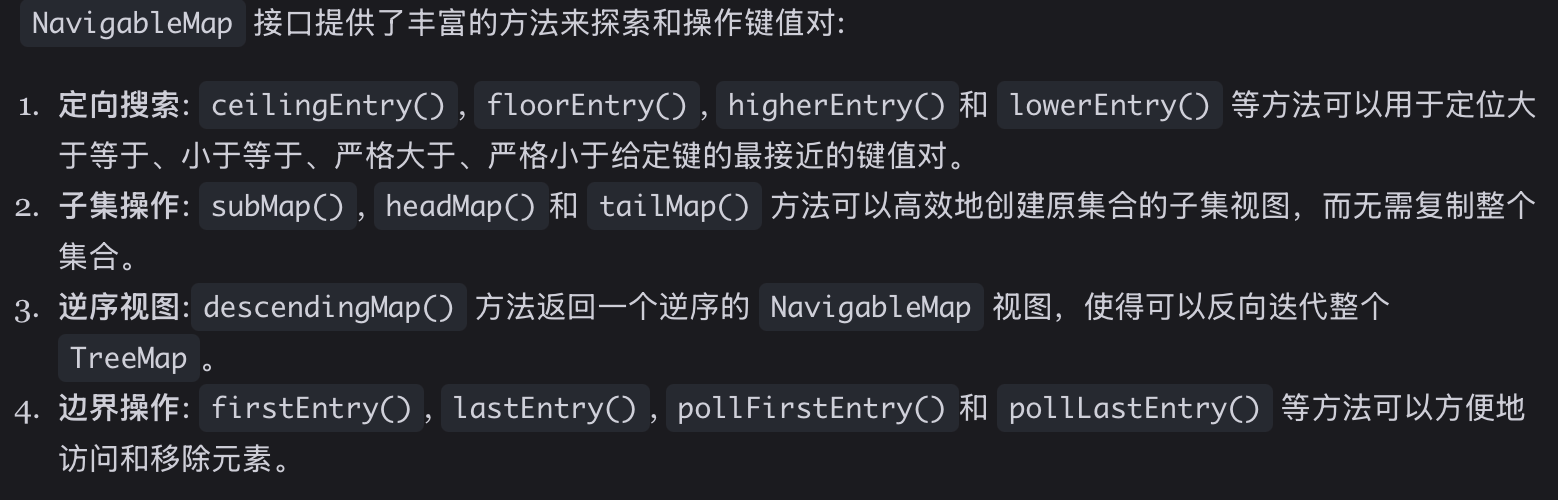 NavigableMap 接口提供了丰富的方法来探索和操作键值对:
1. 定向搜索: ceilingEntry(), floorEntry(), higherEntry()和 lowerEntry() 等方法可以用于定位大
于等于、小于等于、严格大于、严格小于给定键的最接近的键值对。
2. 子集操作: subMap(), headMap()和 tailMap() 方法可以高效地创建原集合的子集视图，而无需复制整个
集合。
3. 逆序视图:descendingMap() 方法返回一个逆序的 NavigableMap 视图，使得可以反向迭代整个
TreeMap。
4. 边界操作: firstEntry(), lastEntry(), pollFirstEntry()和 pollLastEntry() 等方法可以方便地
访问和移除元素。